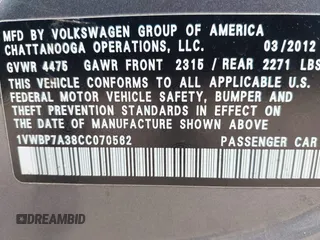 MFD BY VOLKSWAGEN GROUP OF AMERICA
CHATTANOOGA OPERATIONS, LLC. 03/2012
GVWR 4475 GAWR FRONT 2315 / REAR 2271 LBS
THIS VEHICLE CONFORMS TO ALL APPLICABLE U.S.
FEDERAL MOTOR VEHICLE SAFETY, BUMPER AND
THEFT PREVENTION STANDARDS IN EFFECT ON THE
DATE OF MANUFACTURE SHOWN ABOVE.
1VWBP7A38CC070562 PASSENGER CAR
DREAMBID